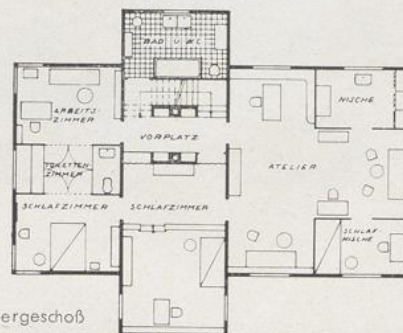 BAD U WC
ARBEITS-
ZIMMER
NISCHE
VORPLATZ
ATELIER
TOILETTEN
ZIMMER
SCHLAFZIMMER
SCHLAFZIMMER
SCHLAF
NISCHE
ergeschoß